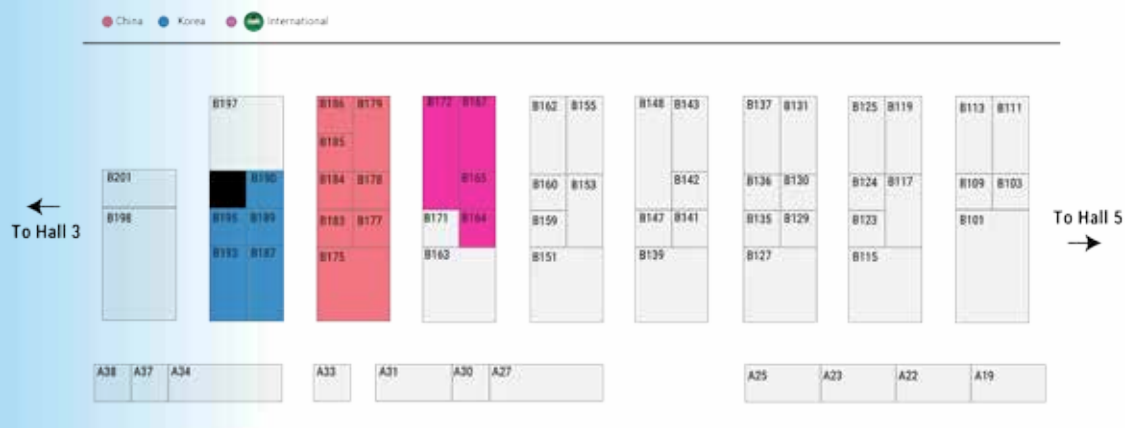 China Korea International
B197
B186 B179
B172 B167
B162 B155
B148 B143
B137 B131
B125 B119
B113 B111
B185
B201
B190
B184 B178
B165
B160 B153
B142
B136 B130
B124 B117
B109 B103
To Hall 3
B198
B195 B189
B183 B177
B171 B164
B159
B147 B141
B135 B129
B123
B101
To Hall 5
B193 B187
B175
B163
B151
B139
B127
B115
A38 A37 A34
A33
A31 A30 A27
A25 A23 A22 A19